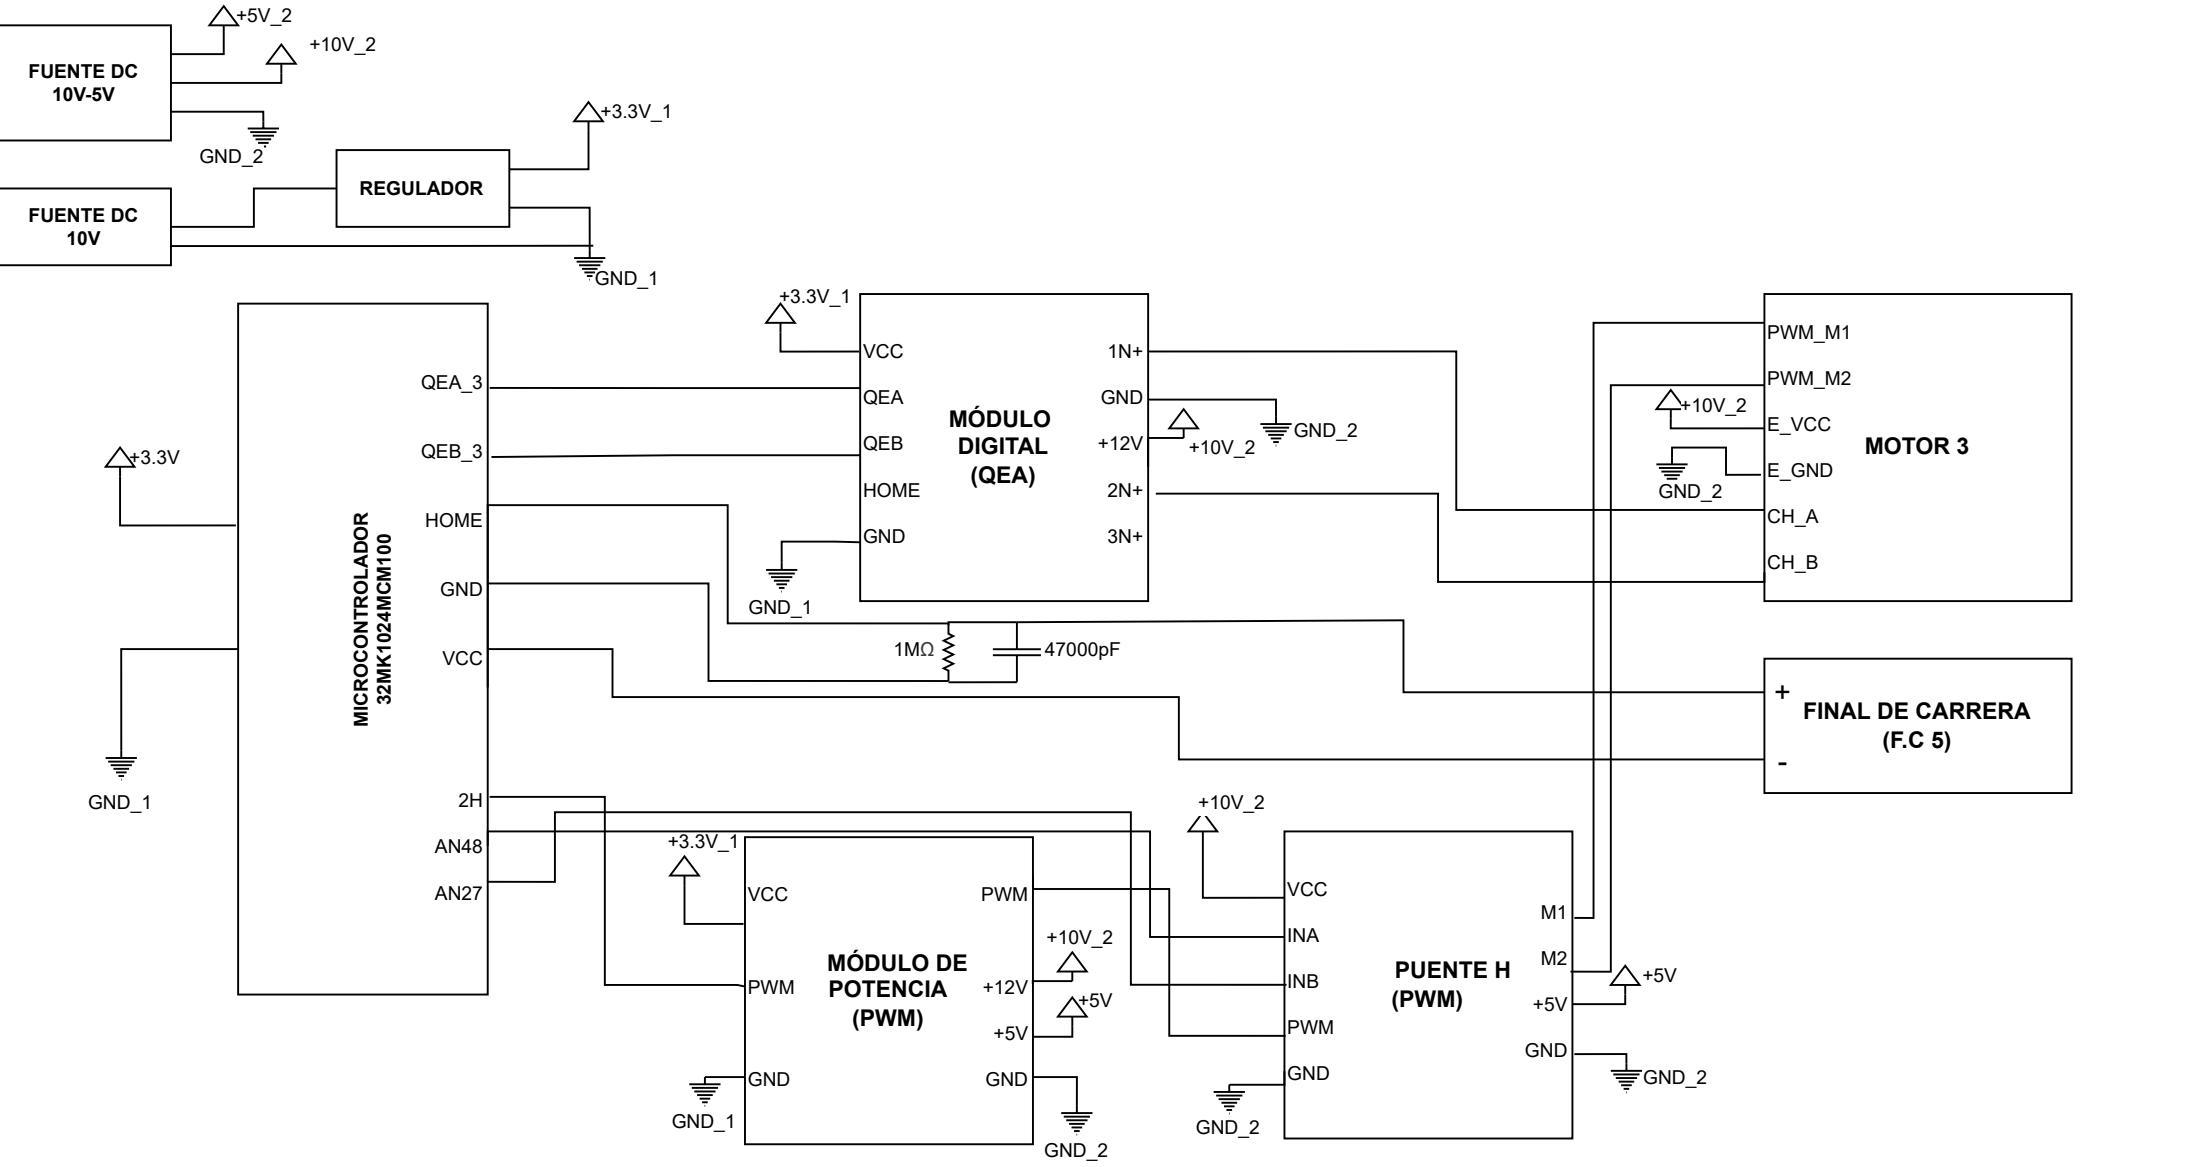 +5V_2
+10V_2
FUENTE DC
10V-5V
GND_2
+3.3V_1
REGULADOR
FUENTE DC
10V
GND_1
MICROCONTROLADOR
32MK1024MCM100
+3.3V
GND_1
QEA_3
QEB_3
HOME
GND
VCC
2H
AN48
AN27
+3.3V_1
VCC
QEA
QEB
HOME
GND
GND_1
MÓDULO
DIGITAL
(QEA)
1N+
GND
+12V
2N+
3N+
GND_2
+10V_2
PWM_M1
PWM_M2
+10V_2
E_VCC
E_GND
GND_2
CH_A
CH_B
MOTOR 3
1MΩ
47000pF
+
FINAL DE CARRERA
(F.C 5)
-
+3.3V_1
VCC
PWM
GND
GND_1
MÓDULO DE
POTENCIA
(PWM)
PWM
+10V_2
+12V
+5V
+5V
GND
GND_2
+10V_2
VCC
INA
INB
PWM
GND
GND_2
PUENTE H
(PWM)
M1
M2
+5V
+5V
GND
GND_2